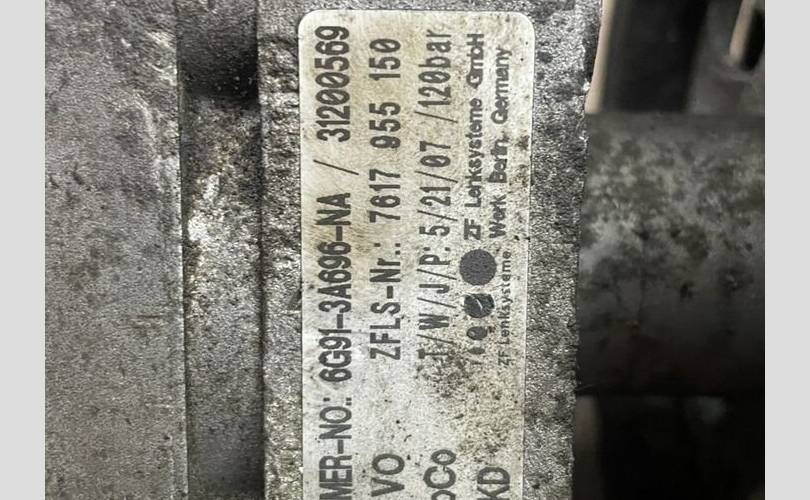 MER-NO.: 6G91-3A696-NA / 31200569
VO ZFLS-Nr.: 7617 955 150
T/W/J/P: 5/21/07 /120bar
oCo ZF Lenksysteme GmbH
ZF Lenksysteme Werk Berlin, Germany
KD